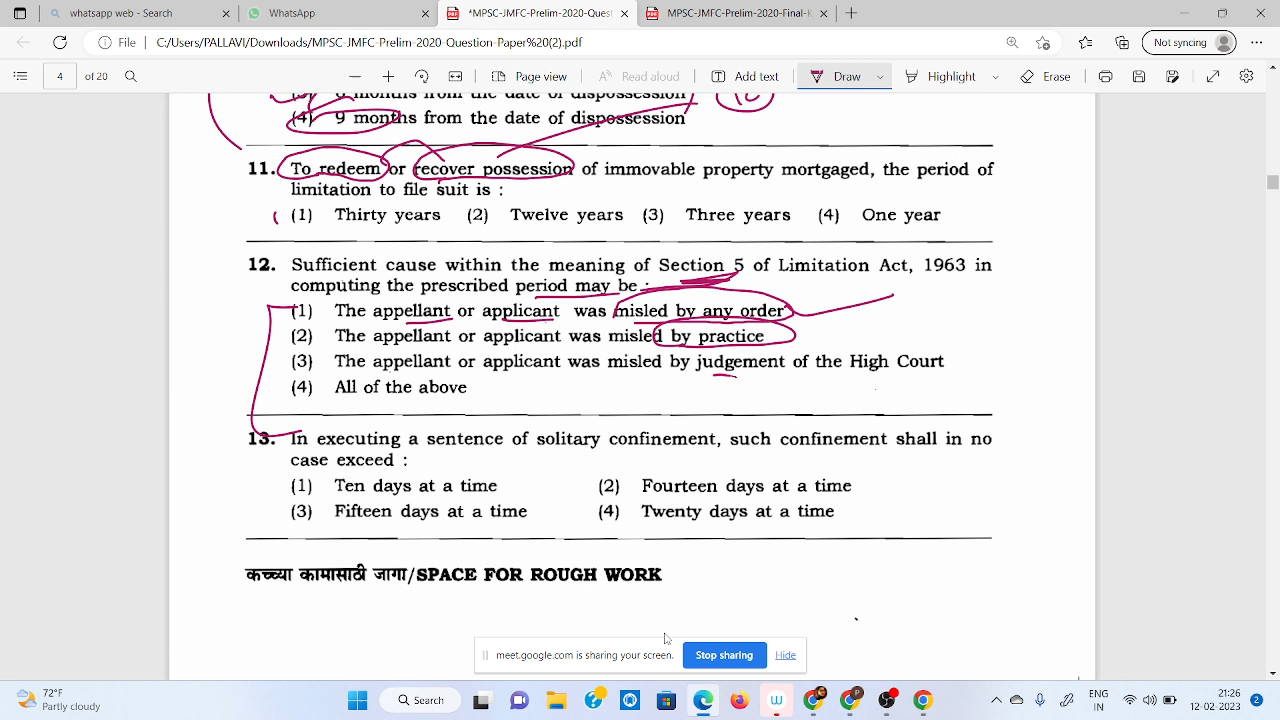 whatsapp web - Search
WhatsApp
*MPSC-JMFC-Prelim-2020-Quest
MPSC-JMFC-Prelim-2020-Final-K
File
C:/Users/PALLAVI/Downloads/MPSC-JMFC-Prelim-2020-Question-Paper%20(2).pdf
Not syncing
4 of 20
Page view
Read aloud
Add text
Draw
Highlight
Erase
months from the date of dispossession
(4) 9 months from the date of dispossession
11. To redeem or recover possession of immovable property mortgaged, the period of
limitation to file suit is :
(1) Thirty years (2) Twelve years (3) Three years (4) One year
12. Sufficient cause within the meaning of Section 5 of Limitation Act, 1963 in
computing the prescribed period may be :
(1) The appellant or applicant was misled by any order
(2) The appellant or applicant was misled by practice
(3) The appellant or applicant was misled by judgement of the High Court
(4) All of the above
13. In executing a sentence of solitary confinement, such confinement shall in no
case exceed :
(1) Ten days at a time (2) Fourteen days at a time
(3) Fifteen days at a time (4) Twenty days at a time
कच्च्या कामासाठी जागा/SPACE FOR ROUGH WORK
meet.google.com is sharing your screen.
Stop sharing
Hide
72°F
Partly cloudy
Search
ENG
IN
21:26
12-02-2023
2